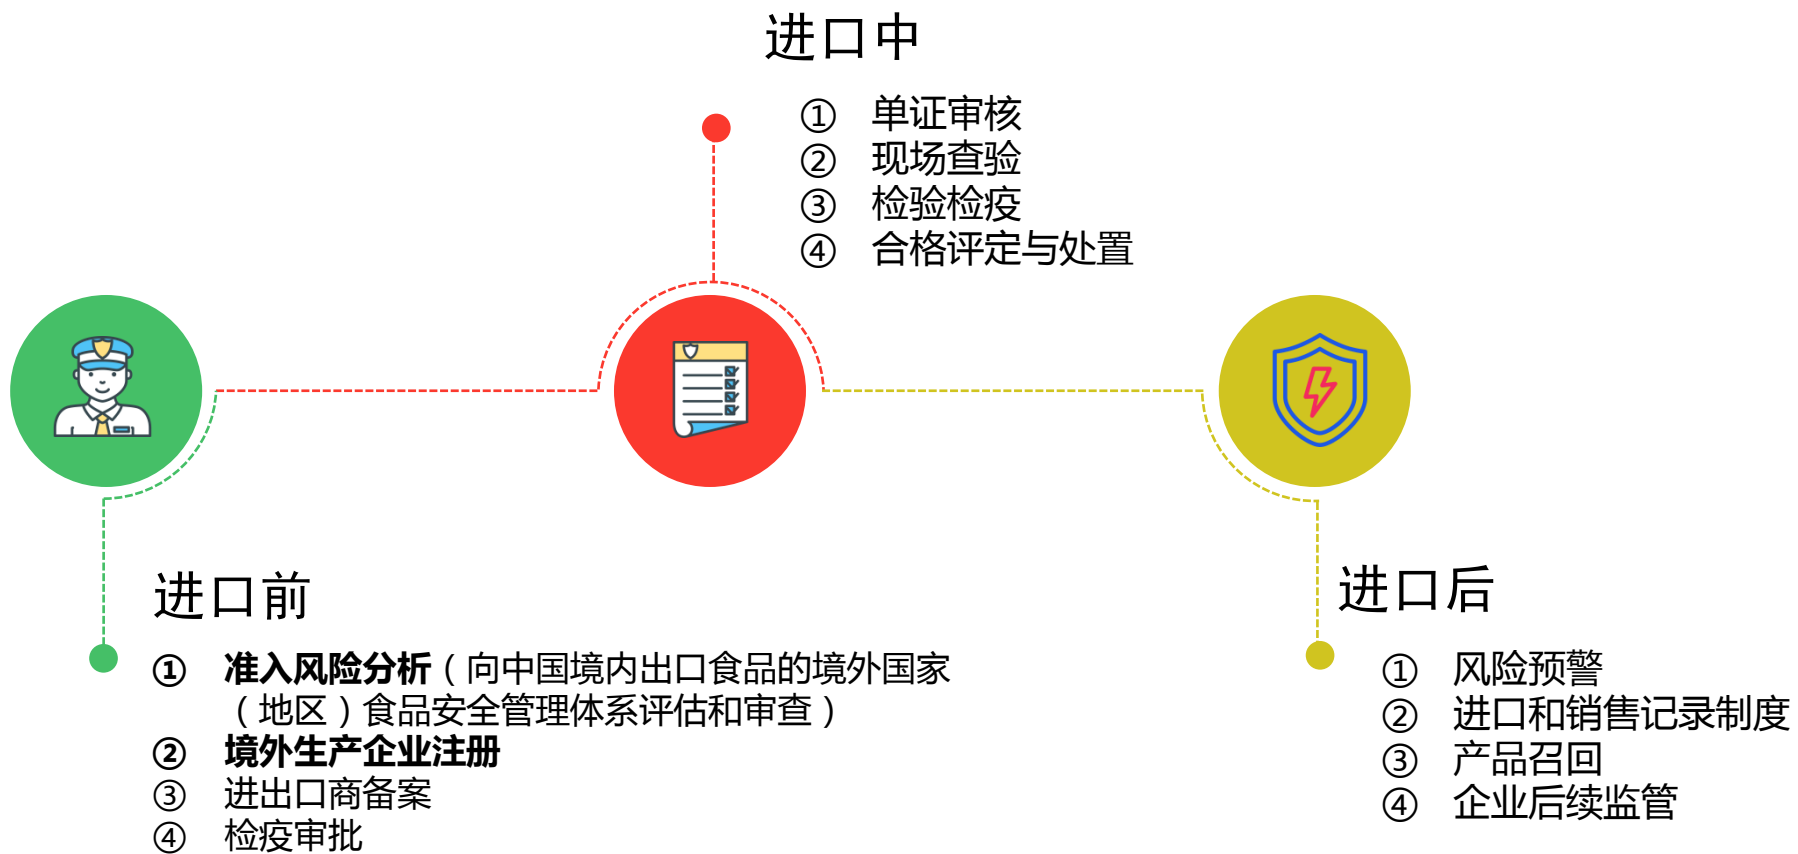 进口中
① 单证审核
② 现场查验
③ 检验检疫
④ 合格评定与处置
进口前
① 准入风险分析（向中国境内出口食品的境外国家
（地区）食品安全管理体系评估和审查）
② 境外生产企业注册
③ 进出口商备案
④ 检疫审批
进口后
① 风险预警
② 进口和销售记录制度
③ 产品召回
④ 企业后续监管